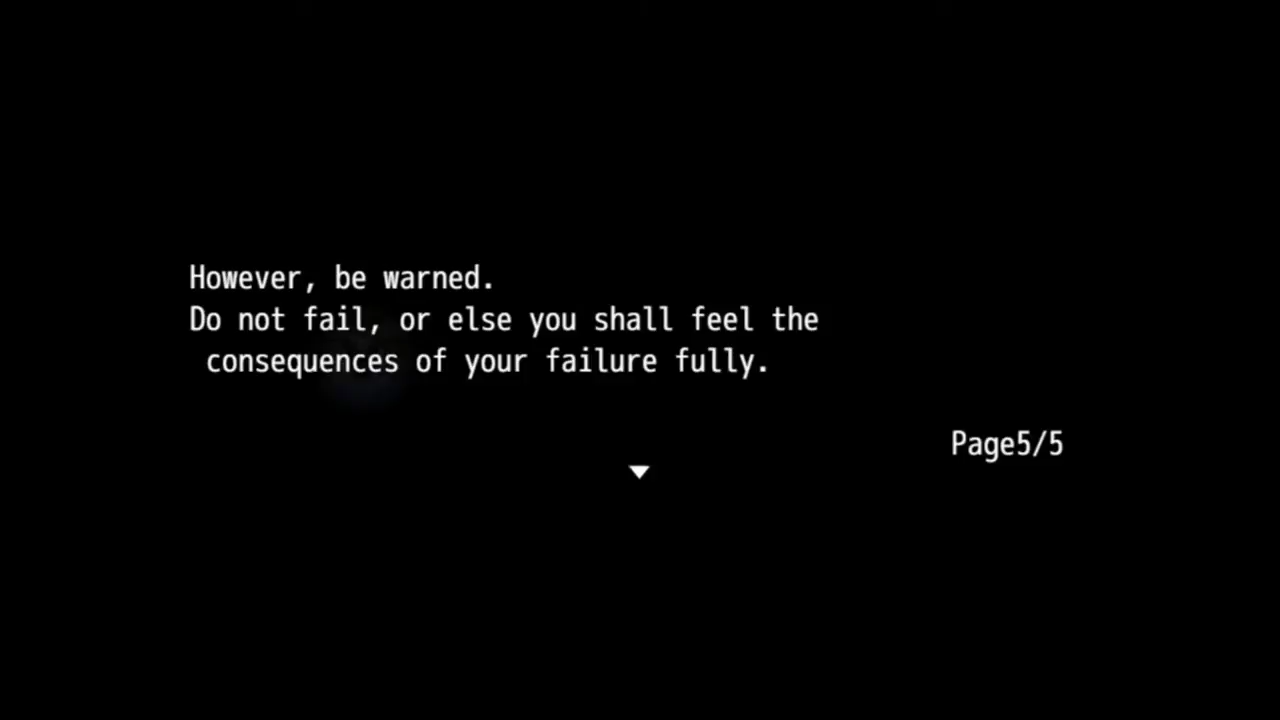 However, be warned.
Do not fail, or else you shall feel the
consequences of your failure fully.
Page5/5